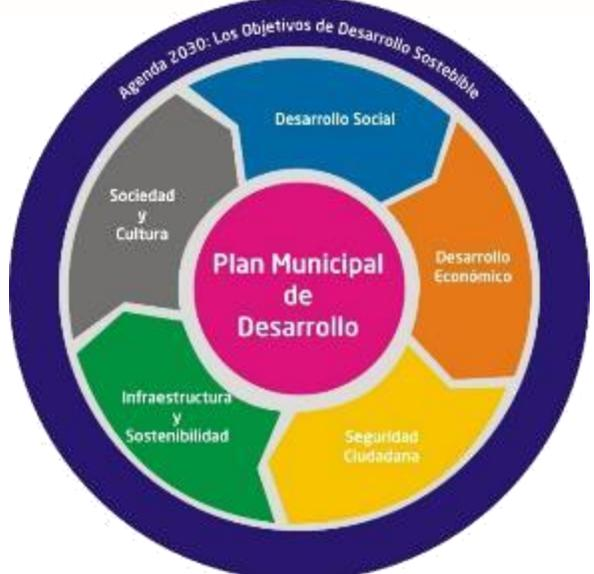 Agenda 2030: Los Objetivos de Desarrollo Sostebible
Desarrollo Social
Desarrollo
Económico
Seguridad
Ciudadana
Infraestructura
y
Sostenibilidad
Sociedad
y
Cultura
Plan Municipal
de
Desarrollo